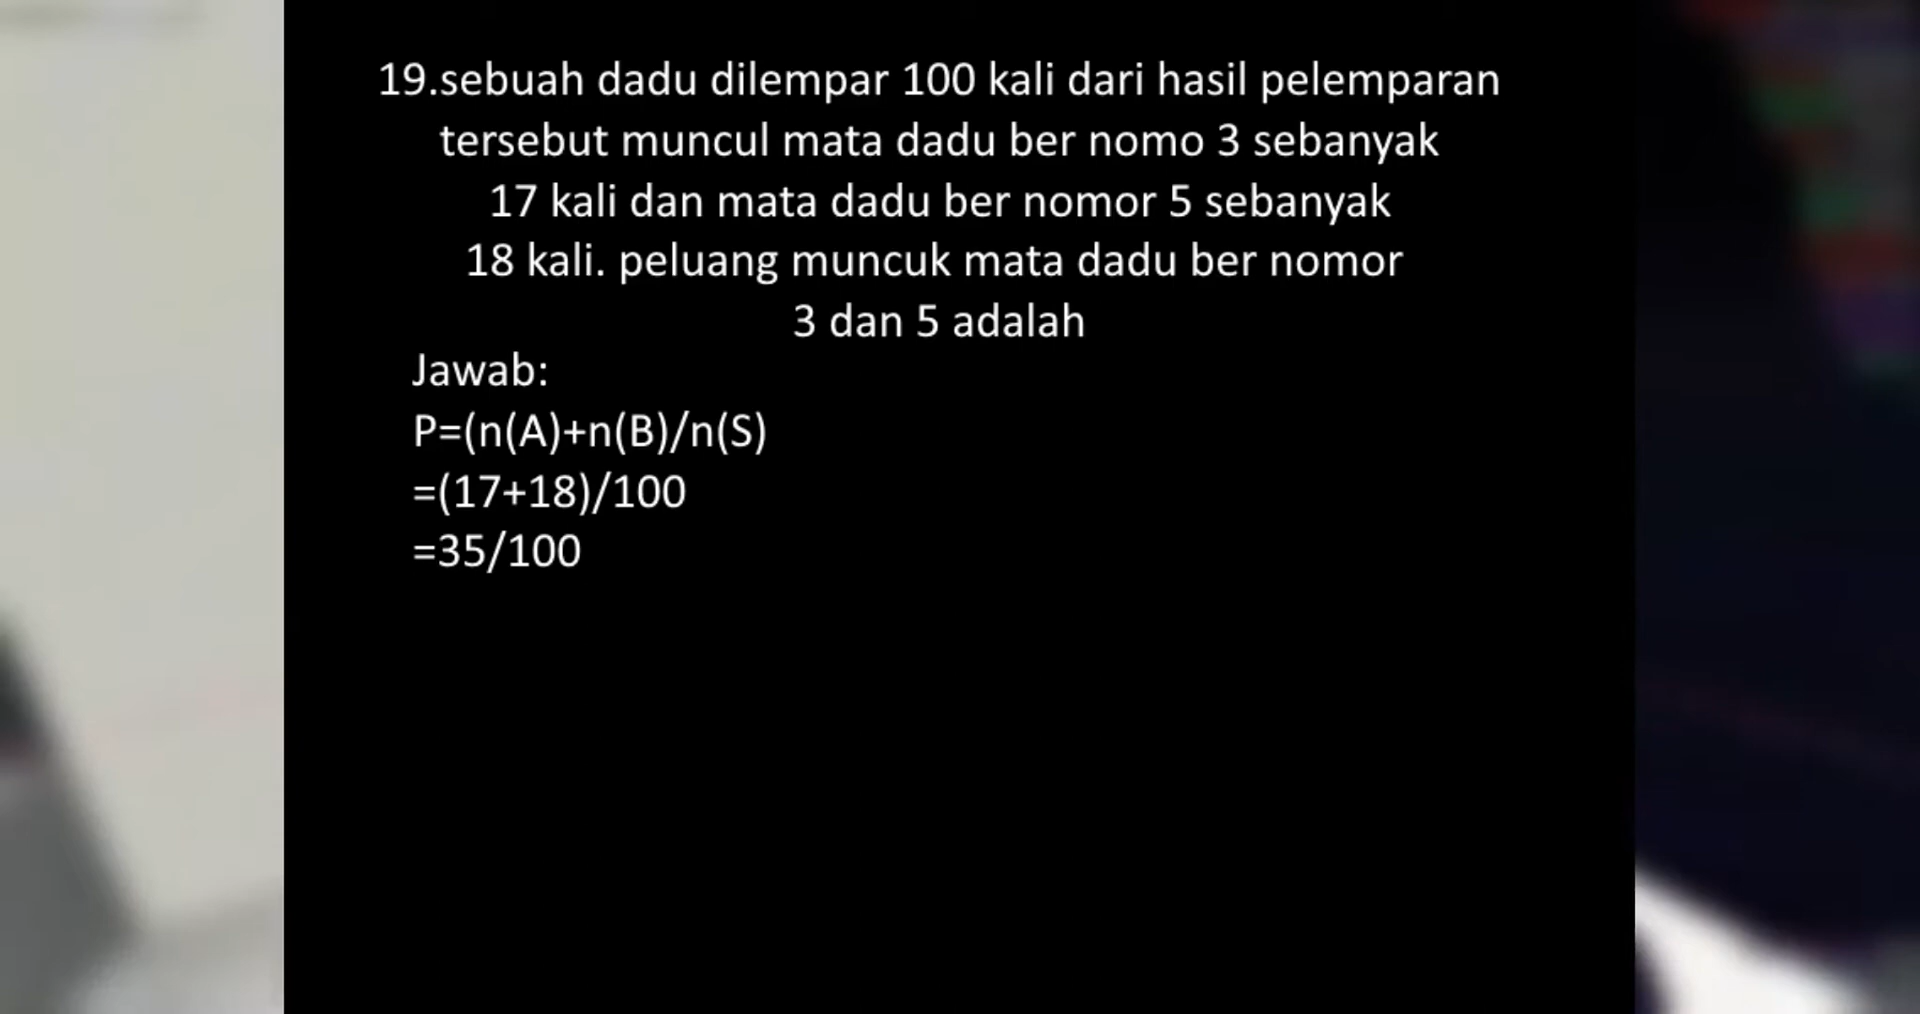 19.sebuah dadu dilempar 100 kali dari hasil pelemparan
tersebut muncul mata dadu ber nomo 3 sebanyak
17 kali dan mata dadu ber nomor 5 sebanyak
18 kali. peluang muncuk mata dadu ber nomor
3 dan 5 adalah
Jawab:
P=(n(A)+n(B)/n(S)
=(17+18)/100
=35/100